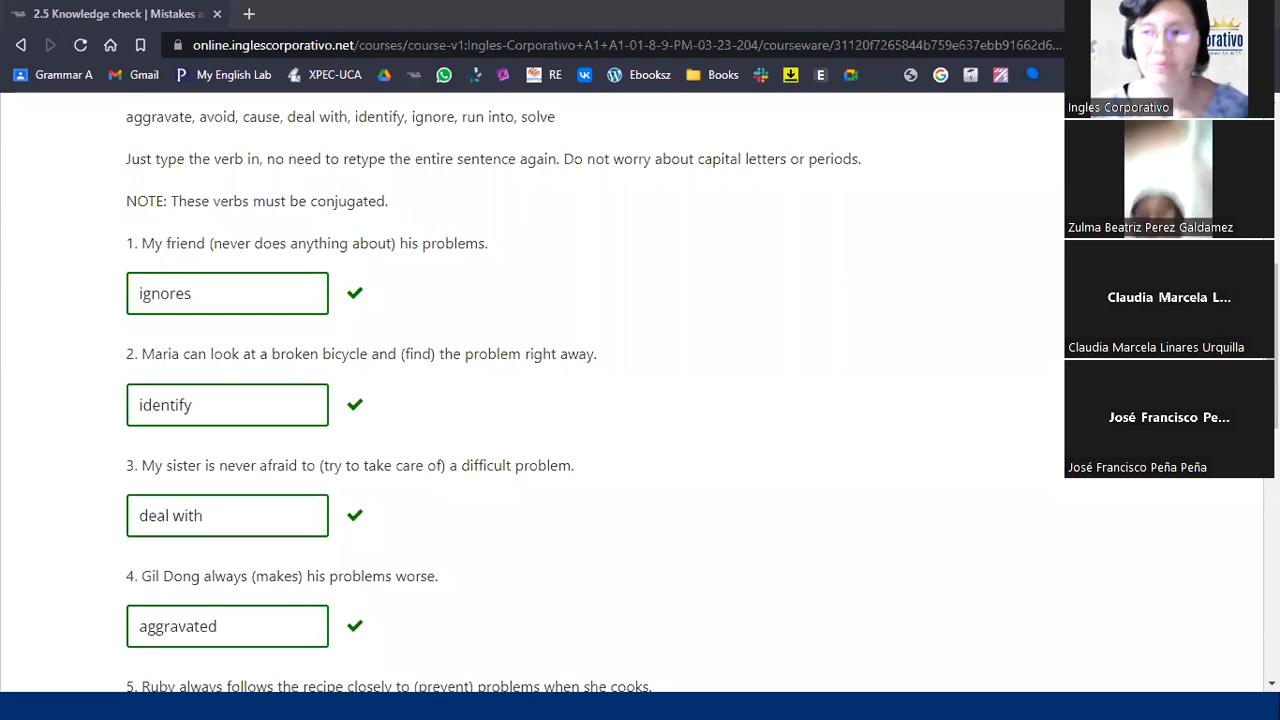 2.5 Knowledge check | Mistakes a
online.inglescorporativo.net/courses/course-v1:Ingles-Corporativo+A1+A1-01-8-9-PM-03-23-204/courseware/31120f7265844b759e637ebb91662d6...
Grammar A Gmail My English Lab XPEC-UCA RE Ebooksz Books
aggravate, avoid, cause, deal with, identify, ignore, run into, solve
Just type the verb in, no need to retype the entire sentence again. Do not worry about capital letters or periods.
NOTE: These verbs must be conjugated.
1. My friend (never does anything about) his problems.
ignores
2. Maria can look at a broken bicycle and (find) the problem right away.
identify
3. My sister is never afraid to (try to take care of) a difficult problem.
deal with
4. Gil Dong always (makes) his problems worse.
aggravated
5. Ruby always follows the recipe closely to (prevent) problems when she cooks.
orativo
Ingles Corporativo
Zulma Beatriz Perez Galdamez
Claudia Marcela L...
Claudia Marcela Linares Urquilla
José Francisco Pe...
José Francisco Peña Peña